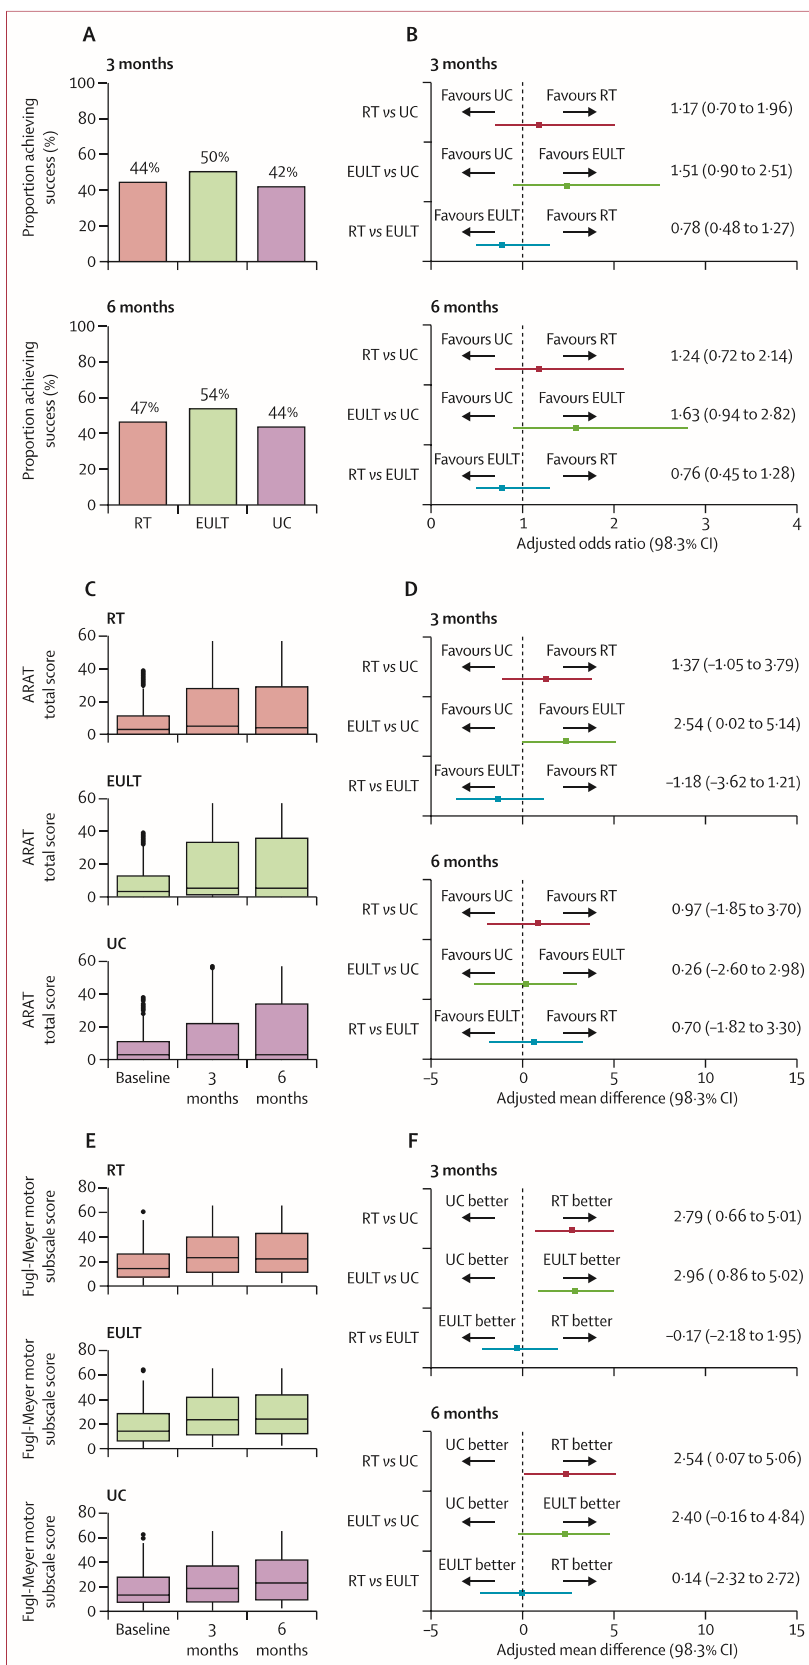 A
3 months
Proportion achieving
success (%)
100
80
60
40
20
0
44%
50%
42%
6 months
Proportion achieving
success (%)
100
80
60
40
20
0
47%
54%
44%
RT
EULT
UC
B
3 months
RT vs UC
Favours UC
Favours RT
1·17 (0·70 to 1·96)
EULT vs UC
Favours UC
Favours EULT
1·51 (0·90 to 2·51)
RT vs EULT
Favours EULT
Favours RT
0·78 (0·48 to 1·27)
6 months
RT vs UC
Favours UC
Favours RT
1·24 (0·72 to 2·14)
EULT vs UC
Favours UC
Favours EULT
1·63 (0·94 to 2·82)
RT vs EULT
Favours EULT
Favours RT
0·76 (0·45 to 1·28)
0
1
2
3
4
Adjusted odds ratio (98·3% CI)
C
RT
ARAT
total score
60
40
20
0
EULT
ARAT
total score
60
40
20
0
UC
ARAT
total score
60
40
20
0
Baseline
3
months
6
months
D
3 months
RT vs UC
Favours UC
Favours RT
1·37 (–1·05 to 3·79)
EULT vs UC
Favours UC
Favours EULT
2·54 ( 0·02 to 5·14)
RT vs EULT
Favours EULT
Favours RT
–1·18 (–3·62 to 1·21)
6 months
RT vs UC
Favours UC
Favours RT
0·97 (–1·85 to 3·70)
EULT vs UC
Favours UC
Favours EULT
0·26 (–2·60 to 2·98)
RT vs EULT
Favours EULT
Favours RT
0·70 (–1·82 to 3·30)
–5
0
5
10
15
Adjusted mean difference (98·3% CI)
E
RT
Fugl-Meyer motor
subscale score
80
60
40
20
0
EULT
Fugl-Meyer motor
subscale score
80
60
40
20
0
UC
Fugl-Meyer motor
subscale score
80
60
40
20
0
Baseline
3
months
6
months
F
3 months
RT vs UC
UC better
RT better
2·79 ( 0·66 to 5·01)
EULT vs UC
UC better
EULT better
2·96 ( 0·86 to 5·02)
RT vs EULT
EULT better
RT better
–0·17 (–2·18 to 1·95)
6 months
RT vs UC
UC better
RT better
2·54 ( 0·07 to 5·06)
EULT vs UC
UC better
EULT better
2·40 (–0·16 to 4·84)
RT vs EULT
EULT better
RT better
0·14 (–2·32 to 2·72)
–5
0
5
10
15
Adjusted mean difference (98·3% CI)